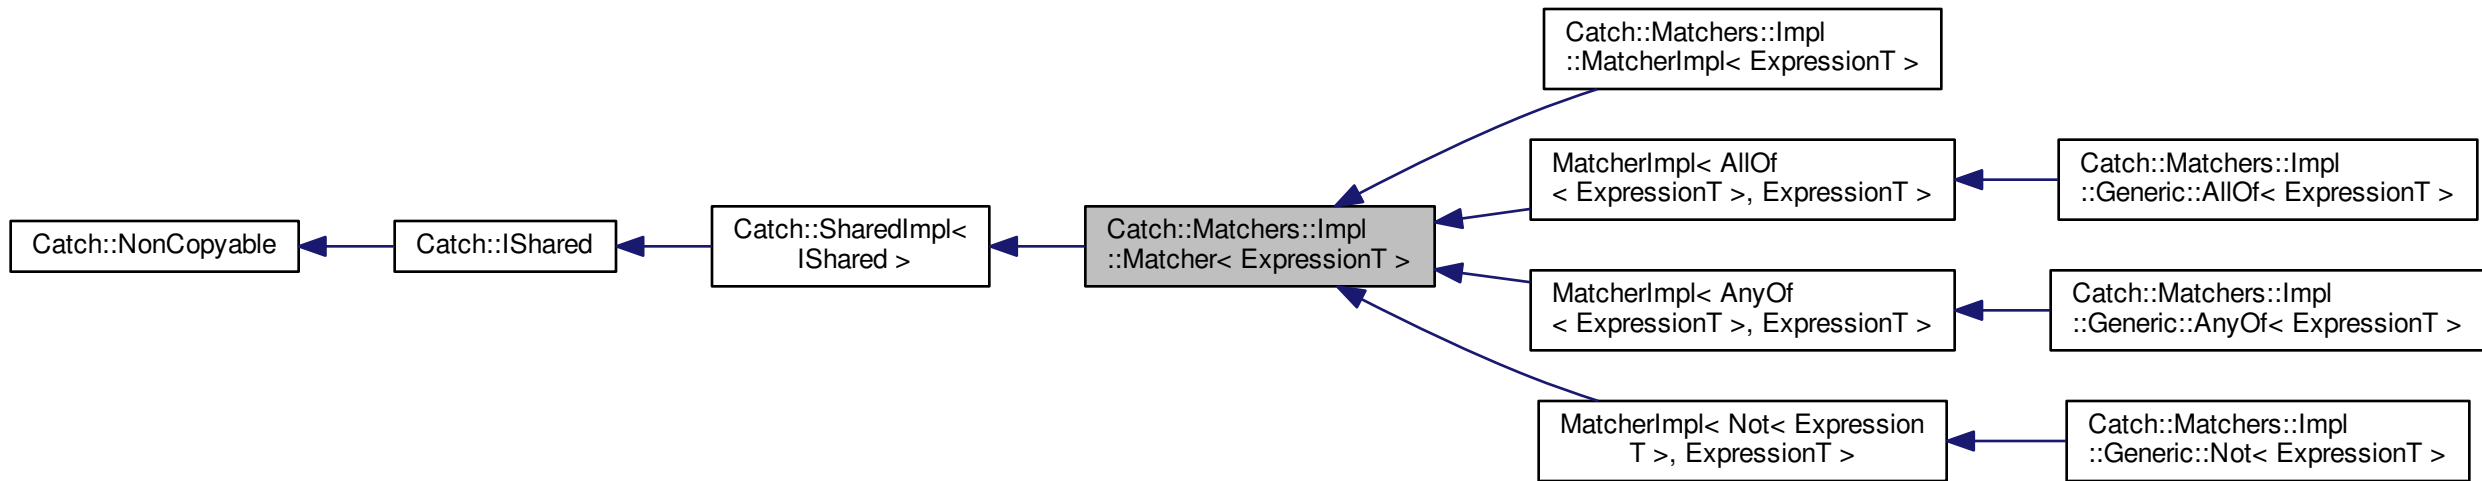 Catch::NonCopyable
Catch::IShared
Catch::SharedImpl<
IShared >
Catch::Matchers::Impl
::Matcher< ExpressionT >
Catch::Matchers::Impl
::MatcherImpl< ExpressionT >
MatcherImpl< AllOf
< ExpressionT >, ExpressionT >
Catch::Matchers::Impl
::Generic::AllOf< ExpressionT >
MatcherImpl< AnyOf
< ExpressionT >, ExpressionT >
Catch::Matchers::Impl
::Generic::AnyOf< ExpressionT >
MatcherImpl< Not< Expression
T >, ExpressionT >
Catch::Matchers::Impl
::Generic::Not< ExpressionT >